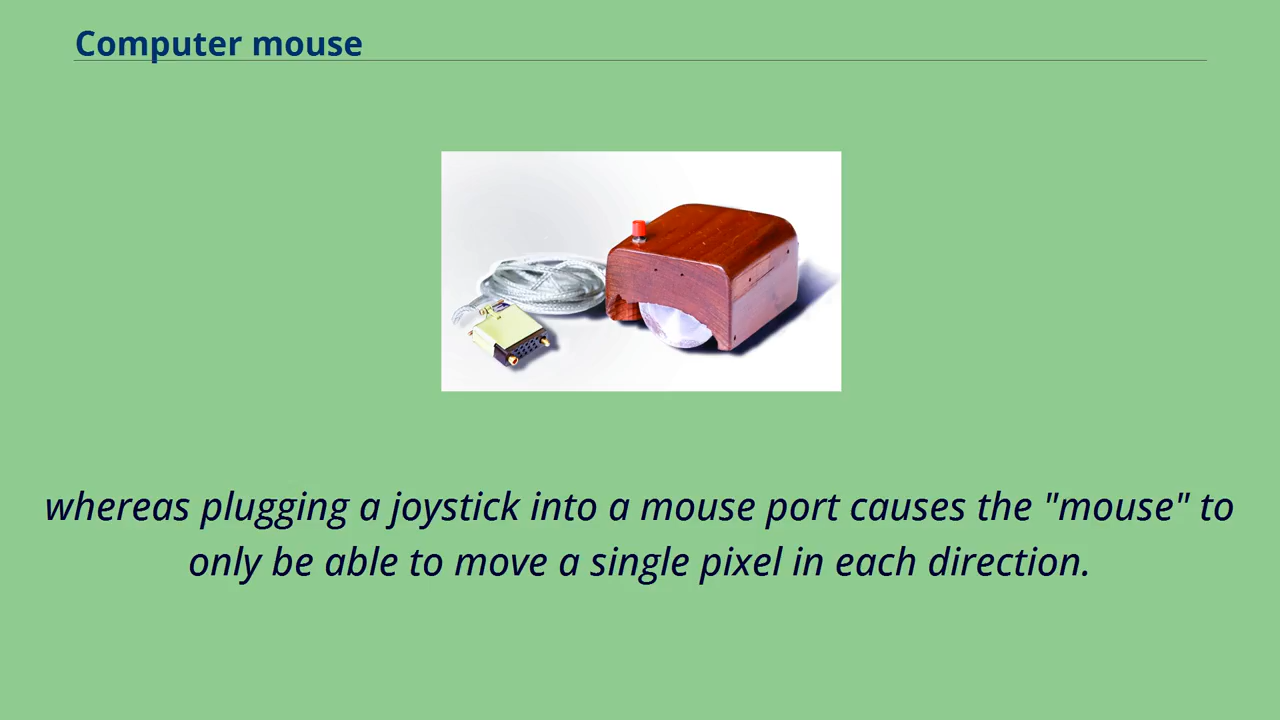 Computer mouse
whereas plugging a joystick into a mouse port causes the "mouse" to
only be able to move a single pixel in each direction.